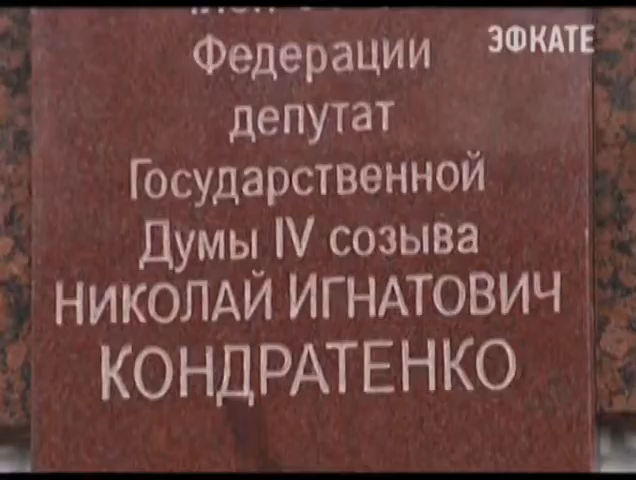 ЭФКАТЕ
Федерации
депутат
Государственной
Думы IV созыва
НИКОЛАЙ ИГНАТОВИЧ
КОНДРАТЕНКО